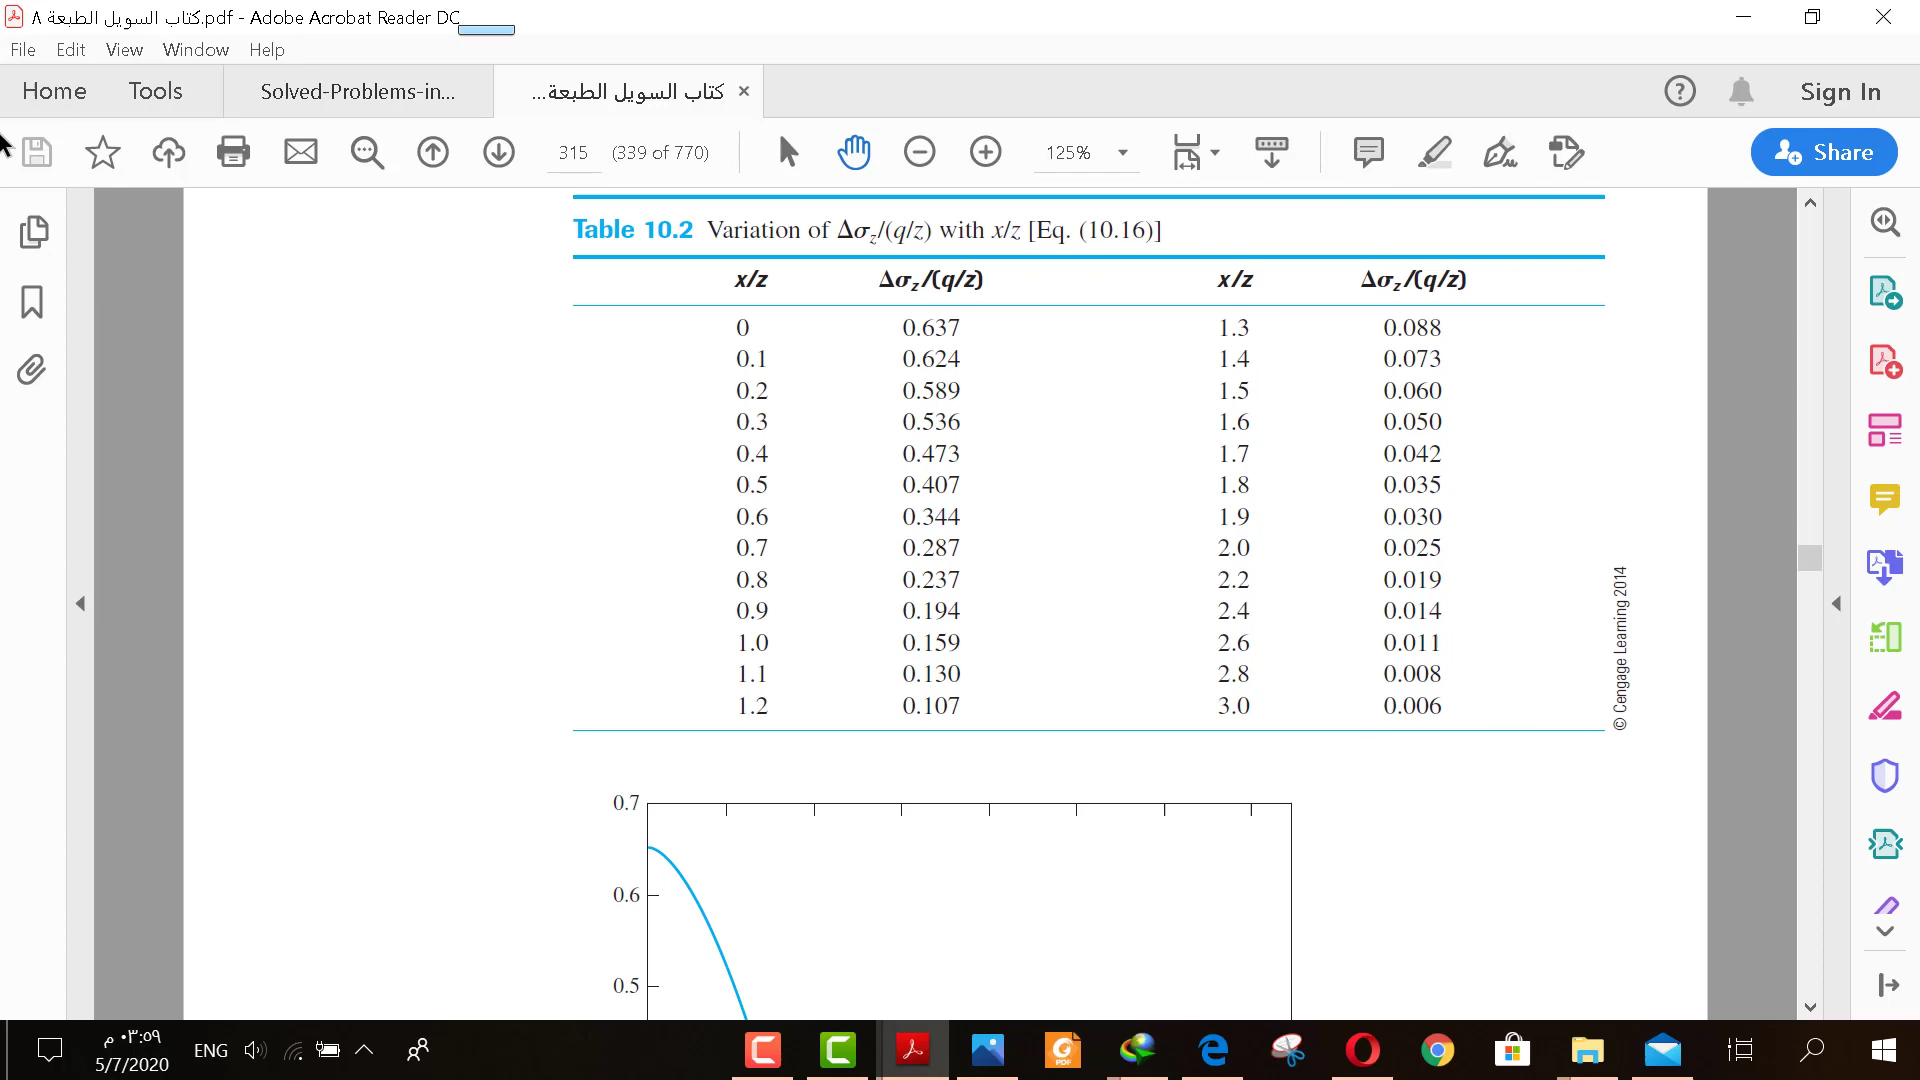 كتاب السويل الطبعة ٨.pdf - Adobe Acrobat Reader DC
File Edit View Window Help
Home Tools Solved-Problems-in... كتاب السويل الطبعة... Sign In
315 (339 of 770) 125% Share
Table 10.2 Variation of Δσz/(q/z) with x/z [Eq. (10.16)]
x/z Δσz/(q/z) x/z Δσz/(q/z)
0 0.637 1.3 0.088
0.1 0.624 1.4 0.073
0.2 0.589 1.5 0.060
0.3 0.536 1.6 0.050
0.4 0.473 1.7 0.042
0.5 0.407 1.8 0.035
0.6 0.344 1.9 0.030
0.7 0.287 2.0 0.025
0.8 0.237 2.2 0.019
0.9 0.194 2.4 0.014
1.0 0.159 2.6 0.011
1.1 0.130 2.8 0.008
1.2 0.107 3.0 0.006
© Cengage Learning 2014
0.7
0.6
0.5
ENG
٠٣:٥٩ م
5/7/2020
PDF